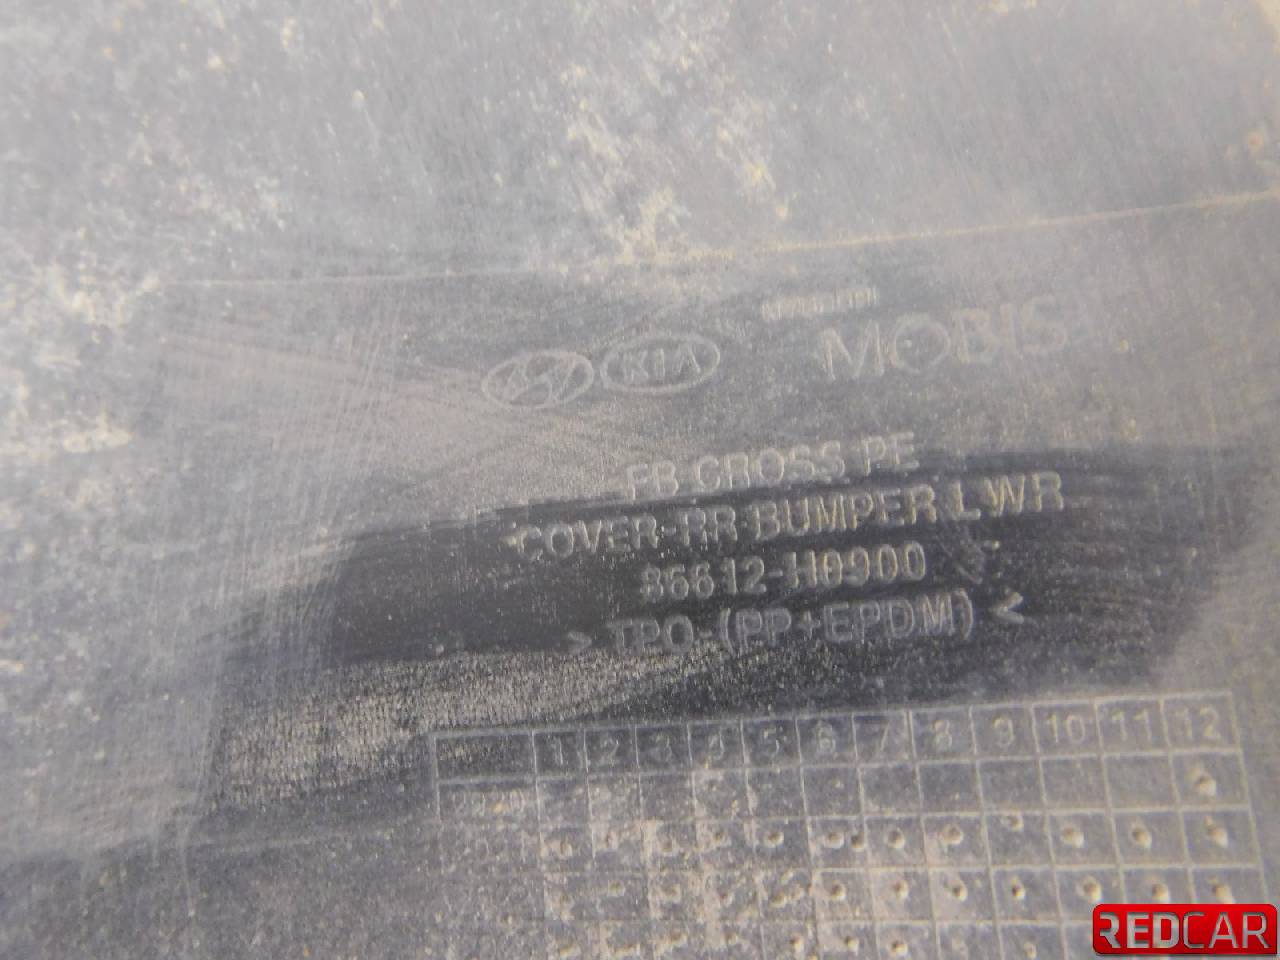 KIA
MOBIS
FB CROSS PE
COVER-RR BUMPER LWR
86612-H0900
>TPO-(PP+EPDM)<
1 2 3 4 5 6 7 8 9 10 11 12
REDCAR